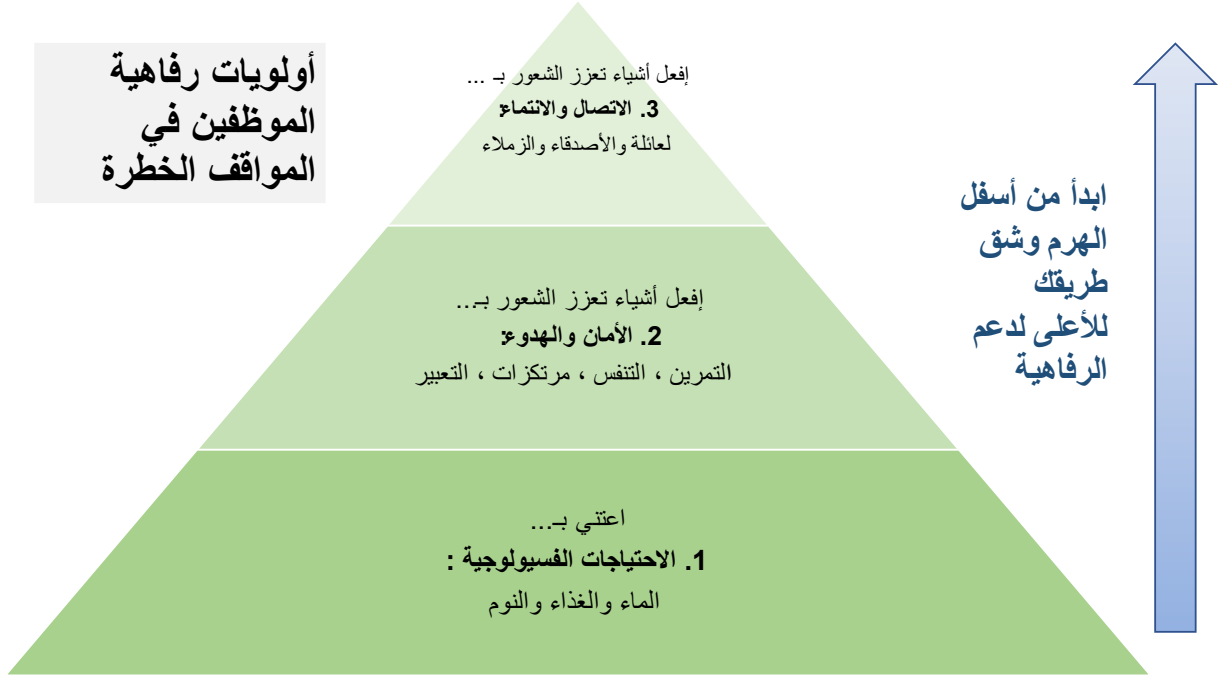 أولويات رفاهية
الموظفين في
المواقف الخطرة
إفعل أشياء تعزز الشعور بـ ...
3. الاتصال والانتماء:
لعائلة والأصدقاء والزملاء
إفعل أشياء تعزز الشعور بـ...
2. الأمان والهدوء:
التمرين ، التنفس ، مرتكزات ، التعبير
اعتني بـ...
1. الاحتياجات الفسيولوجية :
الماء والغذاء والنوم
ابدأ من أسفل
الهرم وشق
طريقك
للأعلى لدعم
الرفاهية